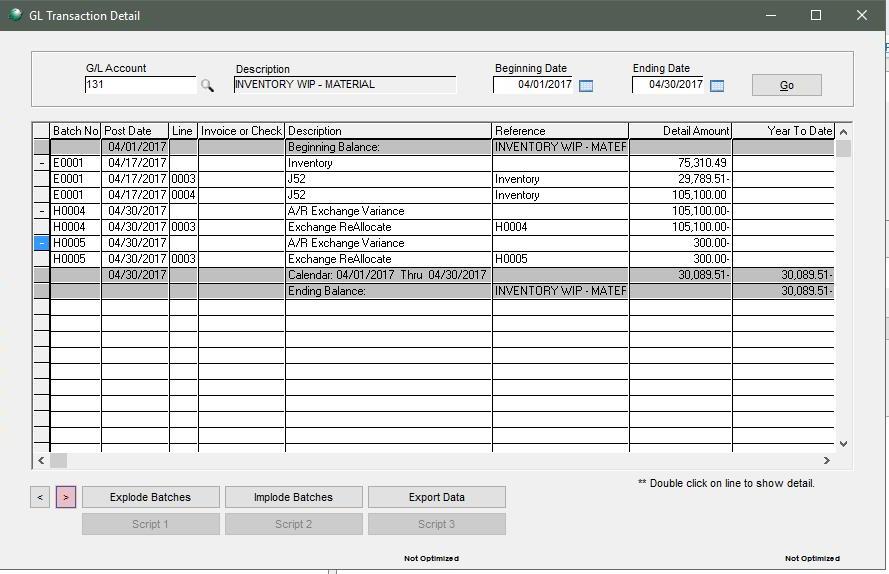 GL Transaction Detail
G/L Account Description Beginning Date Ending Date
131 INVENTORY WIP - MATERIAL 04/01/2017 04/30/2017 Go
Batch No Post Date Line Invoice or Check Description Reference Detail Amount Year To Date
04/01/2017 Beginning Balance: INVENTORY WIP - MATEF
- E0001 04/17/2017 Inventory 75,310.49
E0001 04/17/2017 0003 J52 Inventory 29,789.51-
E0001 04/17/2017 0004 J52 Inventory 105,100.00
- H0004 04/30/2017 A/R Exchange Variance 105,100.00-
H0004 04/30/2017 0003 Exchange ReAllocate H0004 105,100.00-
- H0005 04/30/2017 A/R Exchange Variance 300.00-
H0005 04/30/2017 0003 Exchange ReAllocate H0005 300.00-
04/30/2017 Calendar: 04/01/2017 Thru 04/30/2017 30,089.51- 30,089.51-
Ending Balance: INVENTORY WIP - MATEF 30,089.51-
** Double click on line to show detail.
< > Explode Batches Implode Batches Export Data
Script 1 Script 2 Script 3
Not Optimized Not Optimized